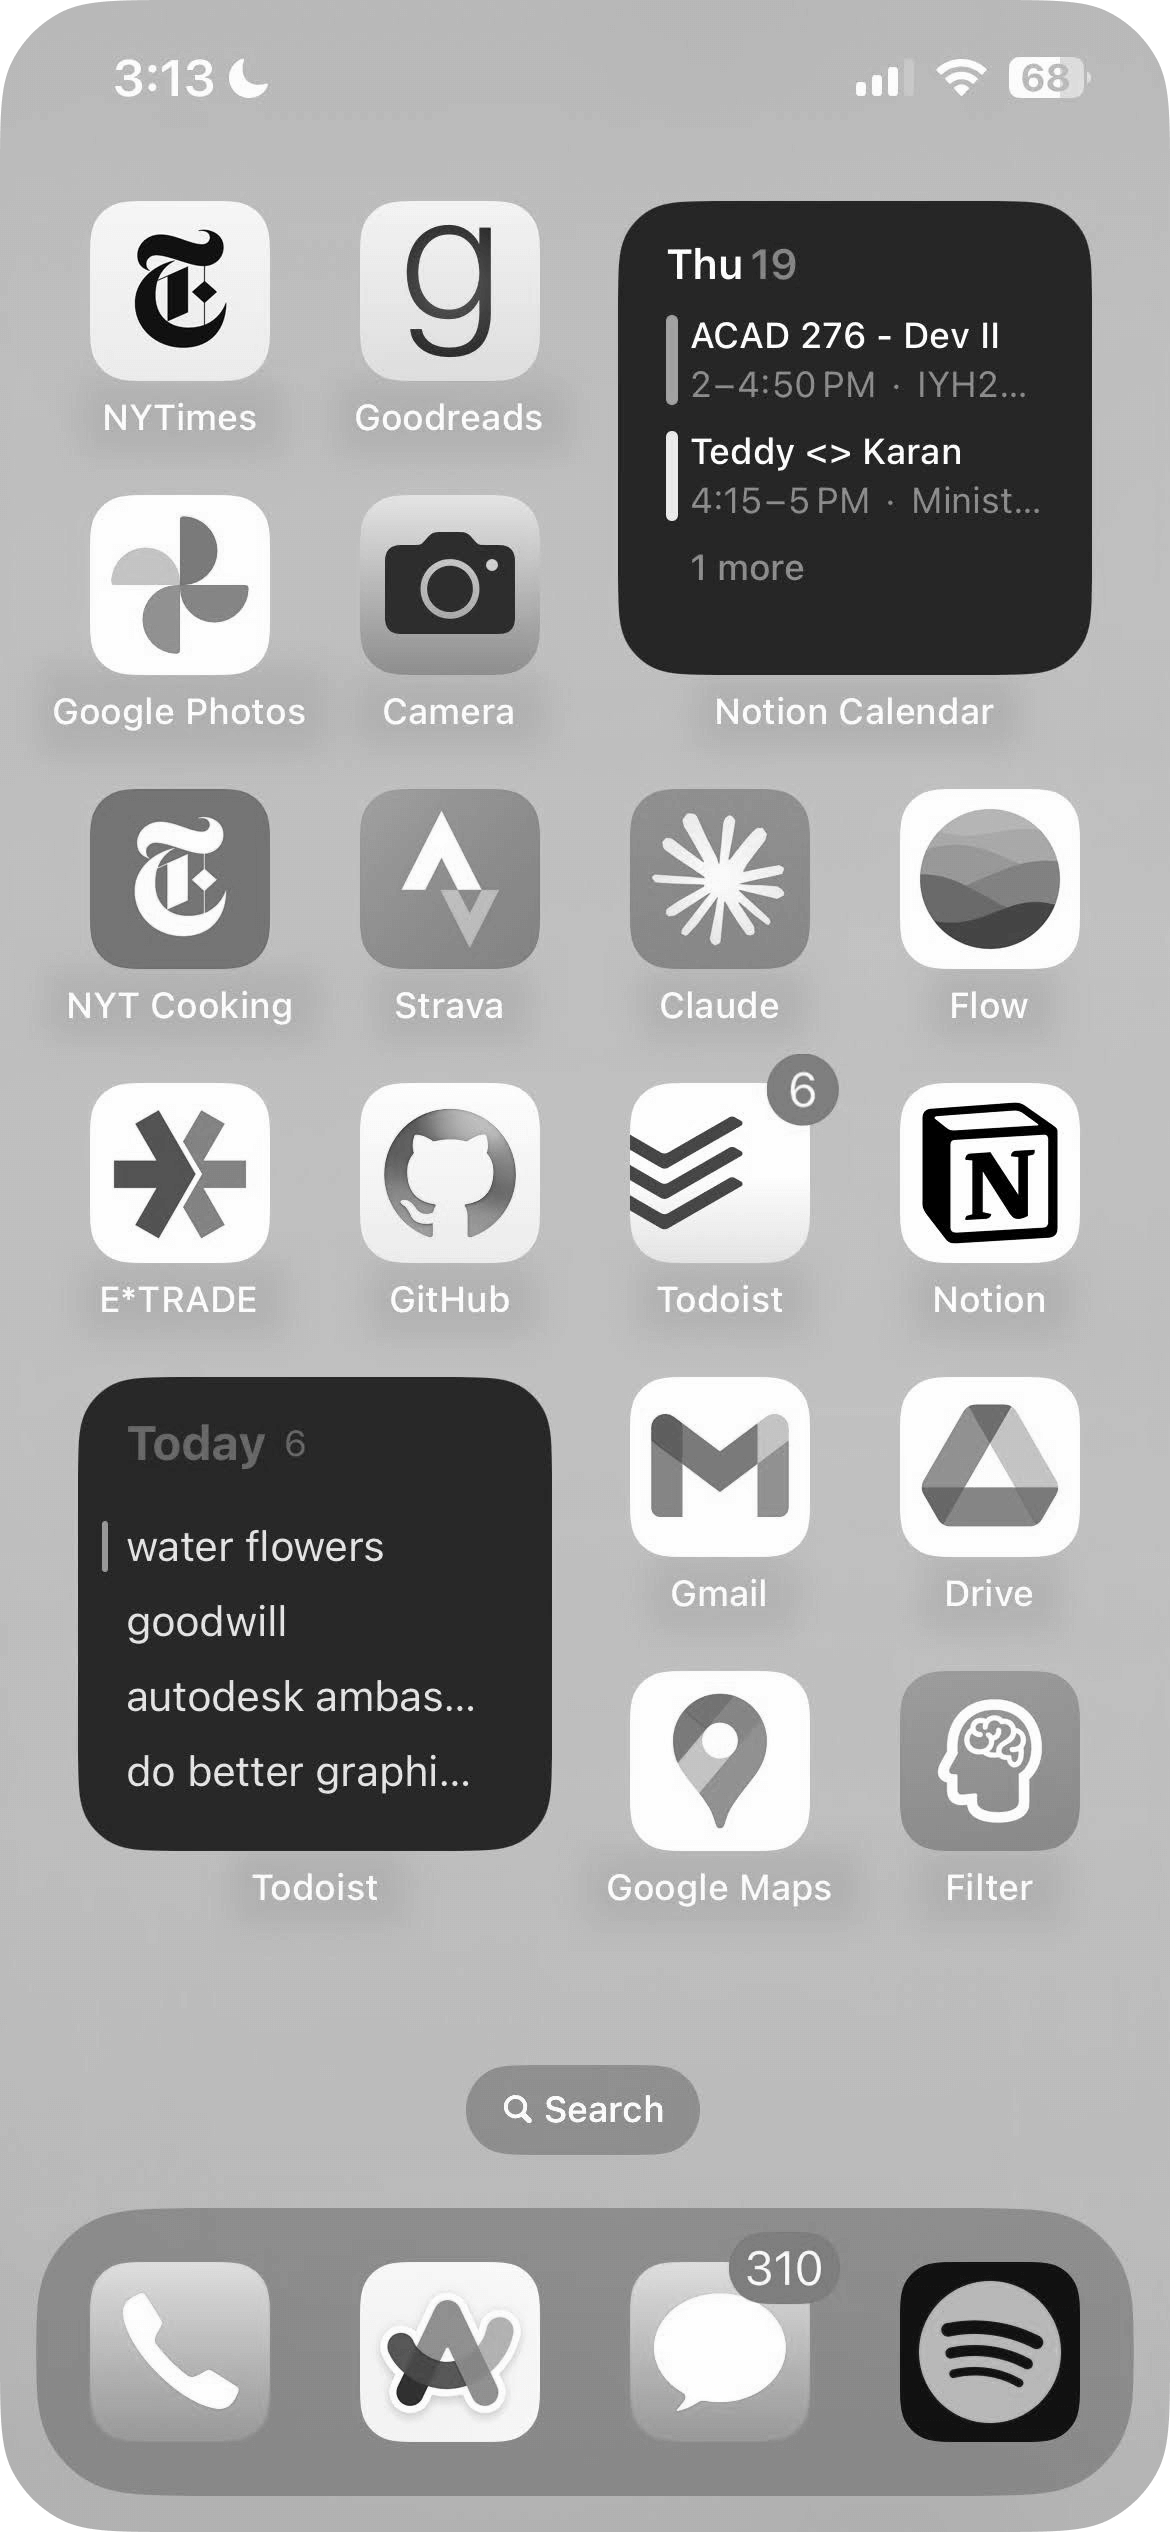 3:13
68
Thu 19
ACAD 276 - Dev II
2–4:50 PM · IYH2...
Teddy <> Karan
4:15–5 PM · Minist...
1 more
NYTimes
Goodreads
Google Photos
Camera
Notion Calendar
NYT Cooking
Strava
Claude
Flow
6
E*TRADE
GitHub
Todoist
Notion
Today 6
water flowers
goodwill
autodesk ambas...
do better graphi...
Todoist
Gmail
Drive
Google Maps
Filter
Search
310